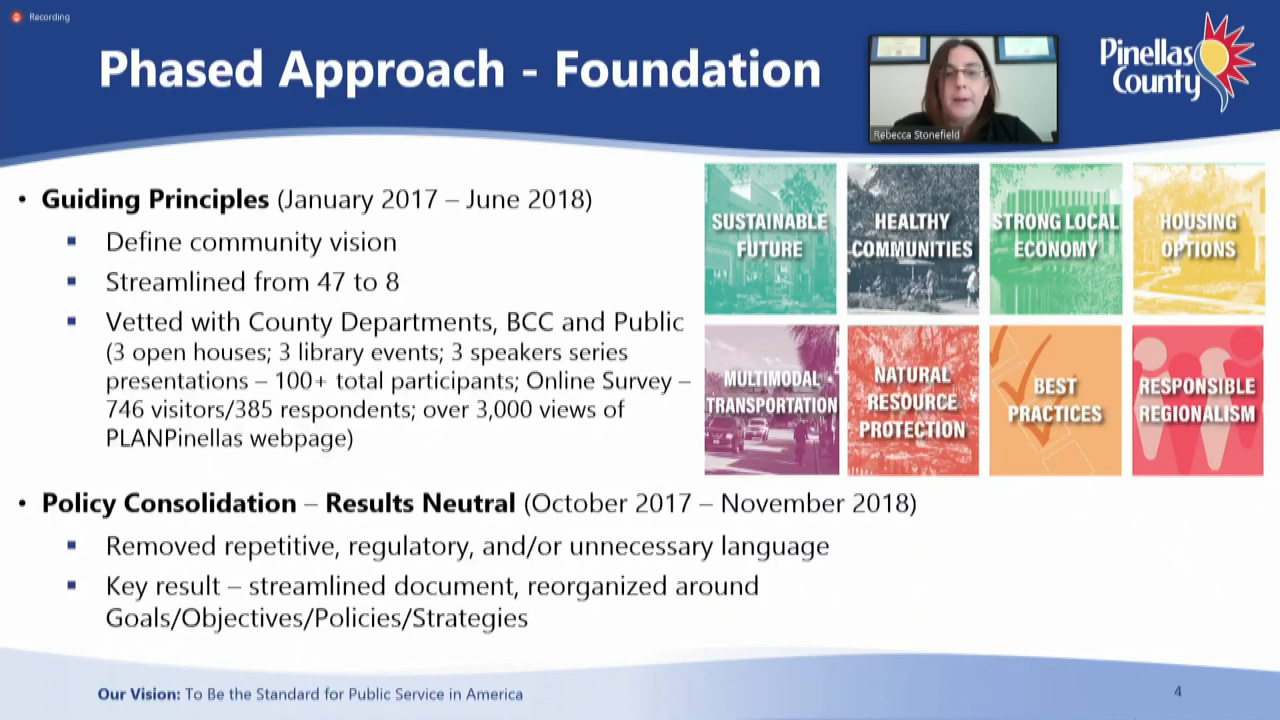 Recording
Phased Approach - Foundation
Rebecca Stonefield
Pinellas
County
• Guiding Principles (January 2017 – June 2018)
▪ Define community vision
▪ Streamlined from 47 to 8
▪ Vetted with County Departments, BCC and Public
(3 open houses; 3 library events; 3 speakers series
presentations – 100+ total participants; Online Survey –
746 visitors/385 respondents; over 3,000 views of
PLANPinellas webpage)
SUSTAINABLE
FUTURE
HEALTHY
COMMUNITIES
STRONG LOCAL
ECONOMY
HOUSING
OPTIONS
MULTIMODAL
TRANSPORTATION
NATURAL
RESOURCE
PROTECTION
BEST
PRACTICES
RESPONSIBLE
REGIONALISM
• Policy Consolidation – Results Neutral (October 2017 – November 2018)
▪ Removed repetitive, regulatory, and/or unnecessary language
▪ Key result – streamlined document, reorganized around
Goals/Objectives/Policies/Strategies
Our Vision: To Be the Standard for Public Service in America
4